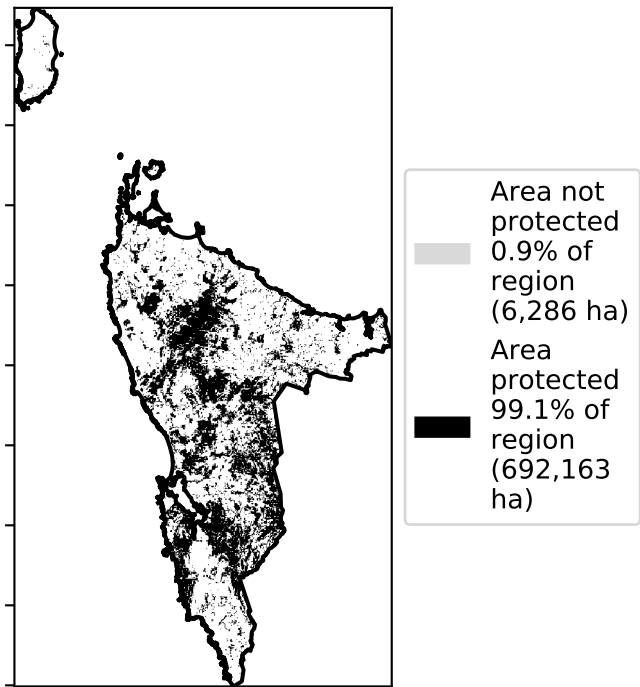 Area not
protected
0.9% of
region
(6,286 ha)
Area
protected
99.1% of
region
(692,163
ha)